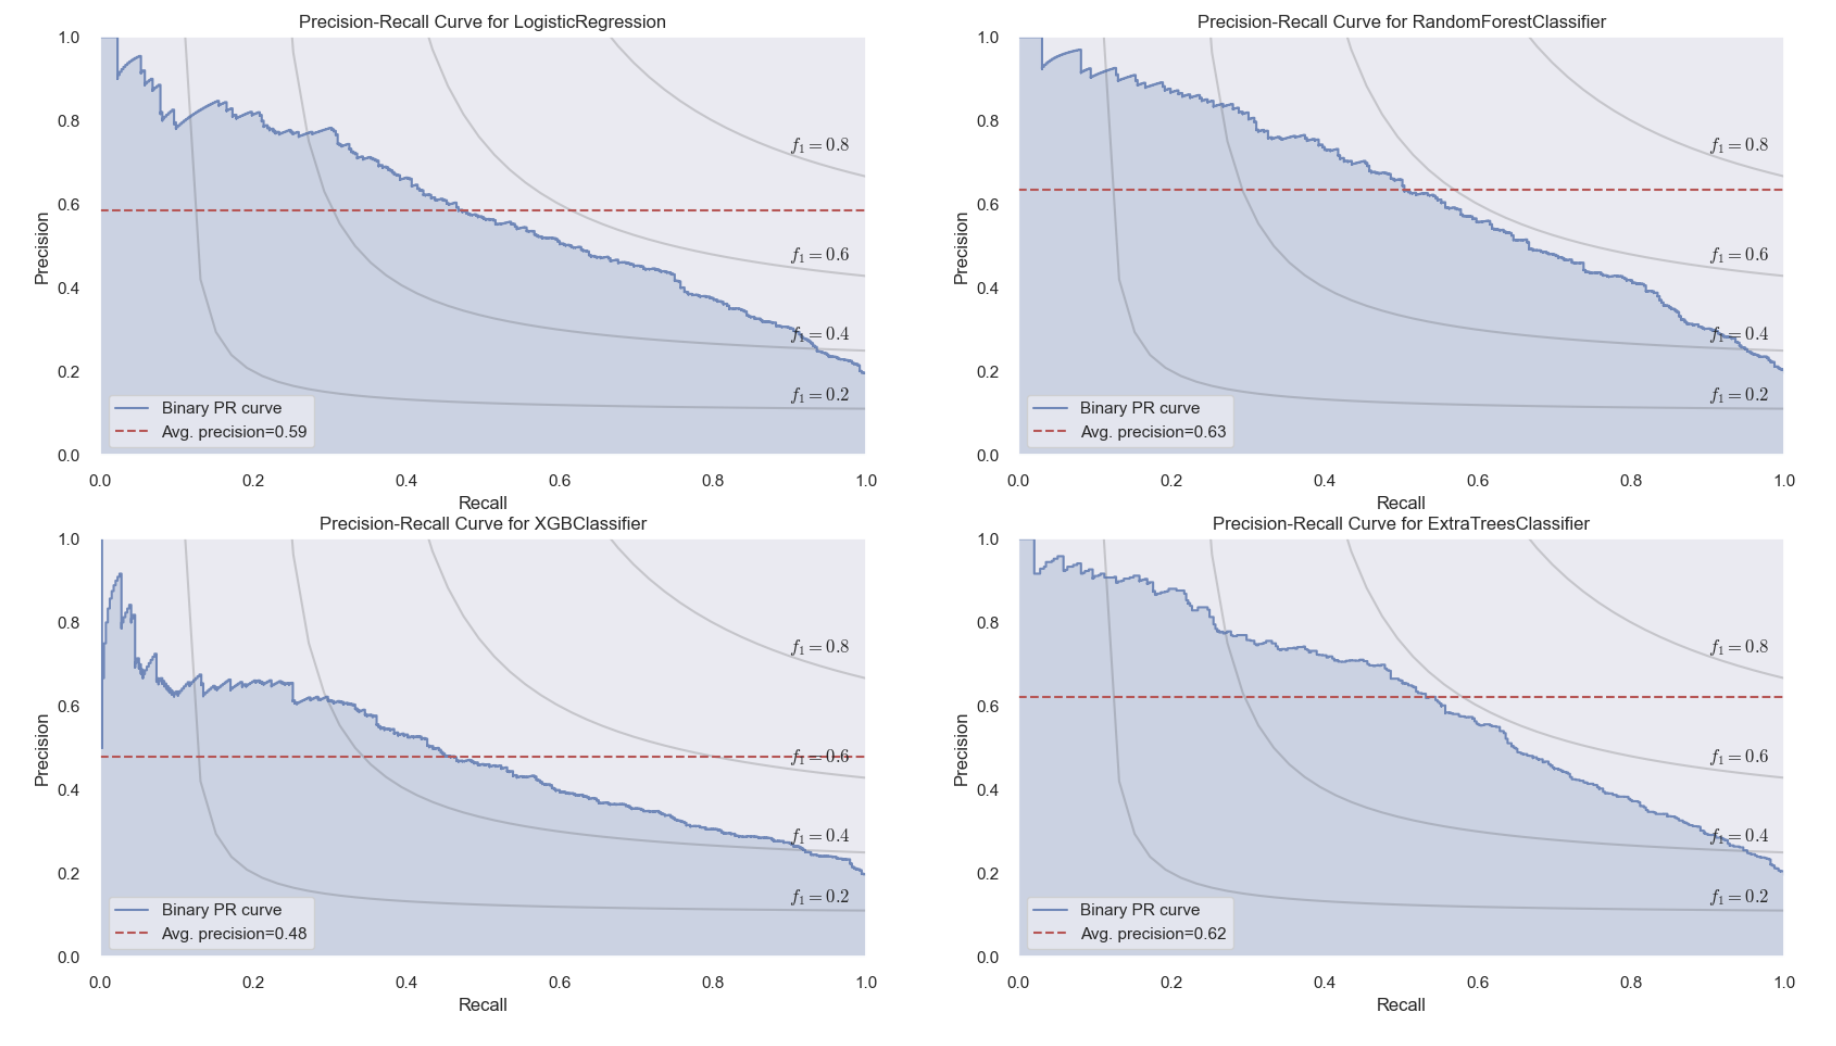 Precision-Recall Curve for LogisticRegression
1.0
0.8
0.6
0.4
0.2
0.0
Precision
f1 = 0.8
f1 = 0.6
f1 = 0.4
f1 = 0.2
Binary PR curve
Avg. precision=0.59
0.0 0.2 0.4 0.6 0.8 1.0
Recall
Precision-Recall Curve for RandomForestClassifier
1.0
0.8
0.6
0.4
0.2
0.0
Precision
f1 = 0.8
f1 = 0.6
f1 = 0.4
f1 = 0.2
Binary PR curve
Avg. precision=0.63
0.0 0.2 0.4 0.6 0.8 1.0
Recall
Precision-Recall Curve for XGBClassifier
1.0
0.8
0.6
0.4
0.2
0.0
Precision
f1 = 0.8
f1 = 0.6
f1 = 0.4
f1 = 0.2
Binary PR curve
Avg. precision=0.48
0.0 0.2 0.4 0.6 0.8 1.0
Recall
Precision-Recall Curve for ExtraTreesClassifier
1.0
0.8
0.6
0.4
0.2
0.0
Precision
f1 = 0.8
f1 = 0.6
f1 = 0.4
f1 = 0.2
Binary PR curve
Avg. precision=0.62
0.0 0.2 0.4 0.6 0.8 1.0
Recall